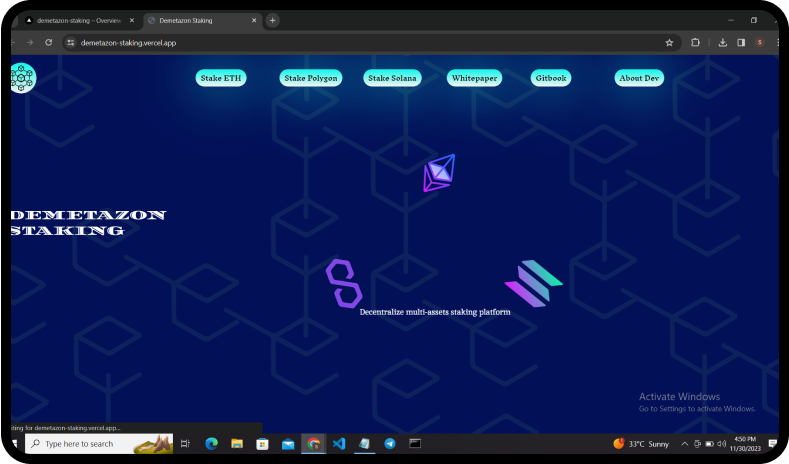 demetazon-staking – Overview
Demetazon Staking
demetazon-staking.vercel.app
S
Stake ETH
Stake Polygon
Stake Solana
Whitepaper
Gitbook
About Dev
DEMETAZON
STAKING
Decentralize multi-assets staking platform
Activate Windows
Go to Settings to activate Windows.
iting for demetazon-staking.vercel.app...
Type here to search
33°C Sunny
4:50 PM
11/30/2023